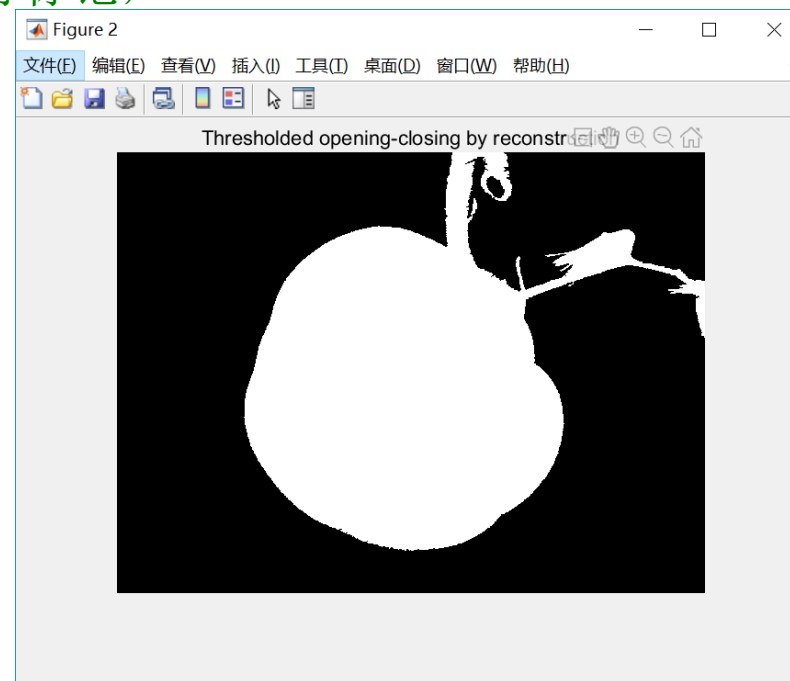 Figure 2
文件(F) 编辑(E) 查看(V) 插入(I) 工具(T) 桌面(D) 窗口(W) 帮助(H)
Thresholded opening-closing by reconstruction